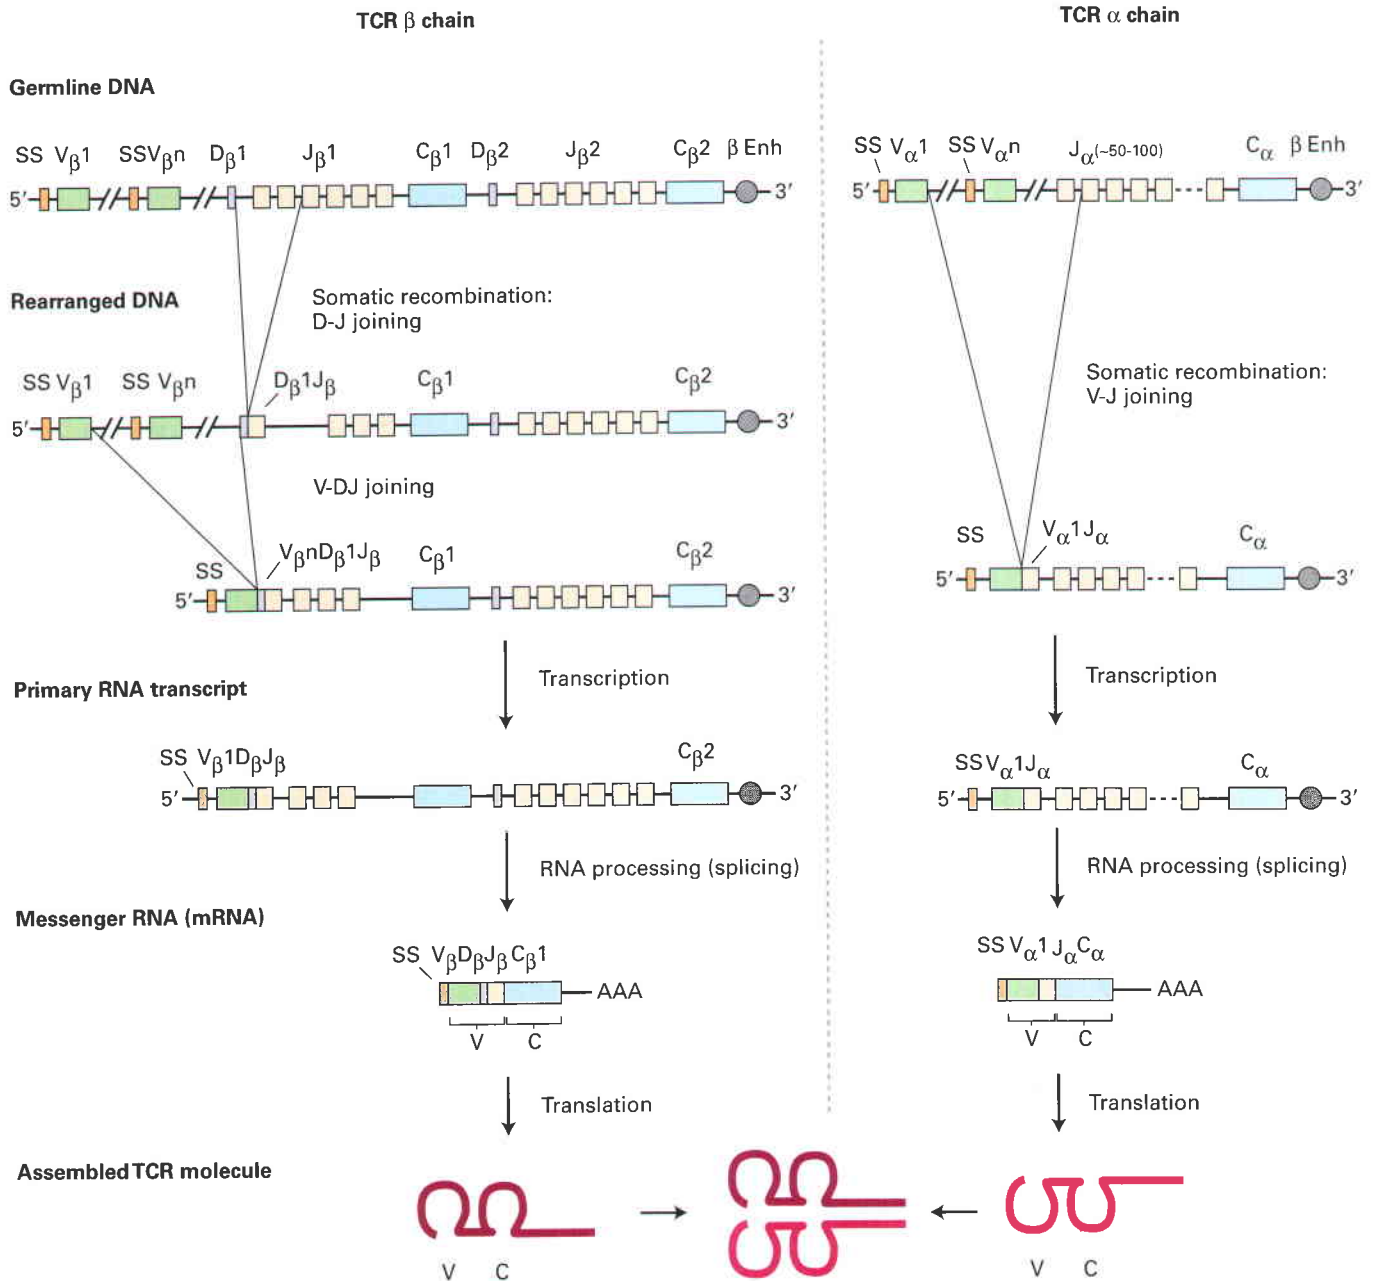 TCR β chain
TCR α chain
Germline DNA
SS Vβ1 SSVβn Dβ1 Jβ1 Cβ1 Dβ2 Jβ2 Cβ2 β Enh
SS Vα1 SS Vαn Jα(~50-100) Cα β Enh
5′ 3′
5′ 3′
Rearranged DNA
Somatic recombination:
D-J joining
SS Vβ1 SS Vβn Dβ1Jβ Cβ1 Cβ2
5′ 3′
Somatic recombination:
V-J joining
V-DJ joining
SS VβnDβ1Jβ Cβ1 Cβ2
5′ 3′
SS Vα1Jα Cα
5′ 3′
Transcription
Transcription
Primary RNA transcript
SS Vβ1DβJβ Cβ2
5′ 3′
SSVα1Jα Cα
5′ 3′
RNA processing (splicing)
RNA processing (splicing)
Messenger RNA (mRNA)
SS VβDβJβCβ1
AAA
V C
SS Vα1 JαCα
AAA
V C
Translation
Translation
Assembled TCR molecule
V C
V C